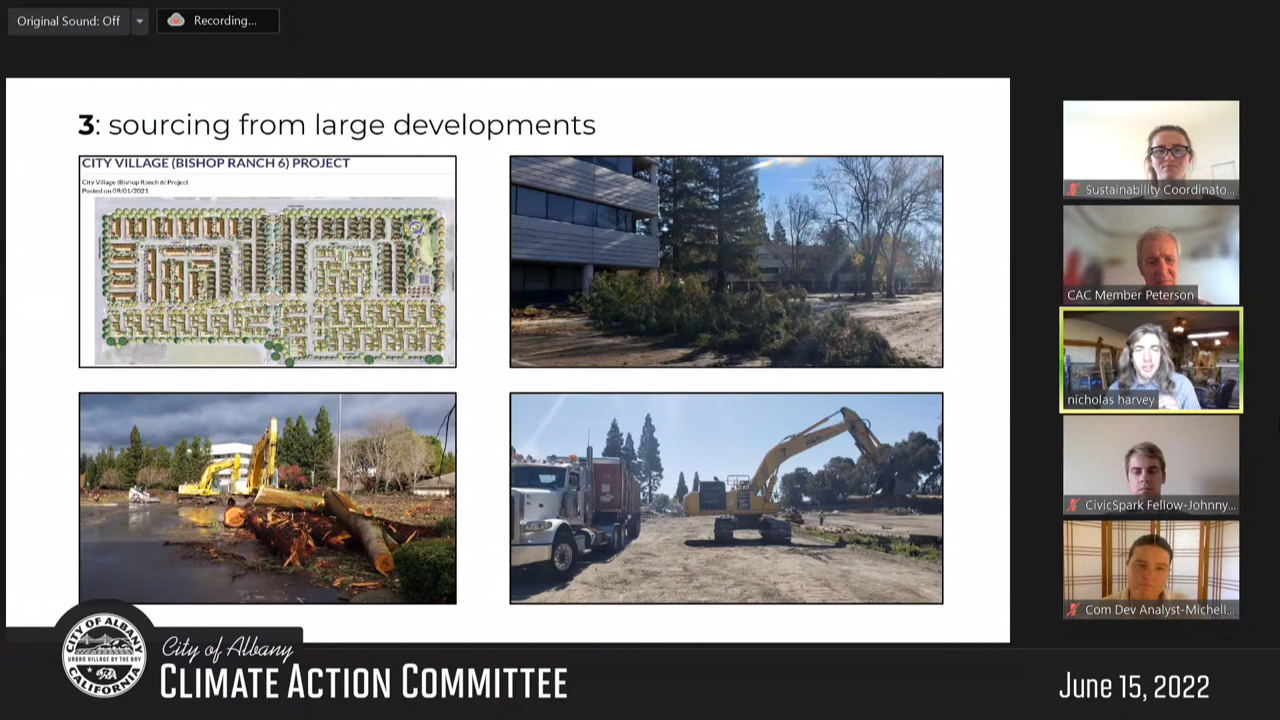 Original Sound: Off
Recording...
3: sourcing from large developments
CITY VILLAGE (BISHOP RANCH 6) PROJECT
City Village (Bishop Ranch 6) Project
Posted on 09/01/2021
Sustainability Coordinato...
CAC Member Peterson
nicholas harvey
CivicSpark Fellow-Johnny...
Com Dev Analyst-Michell...
CITY OF ALBANY
URBAN VILLAGE BY THE BAY
CALIFORNIA
City of Albany
CLIMATE ACTION COMMITTEE
June 15, 2022